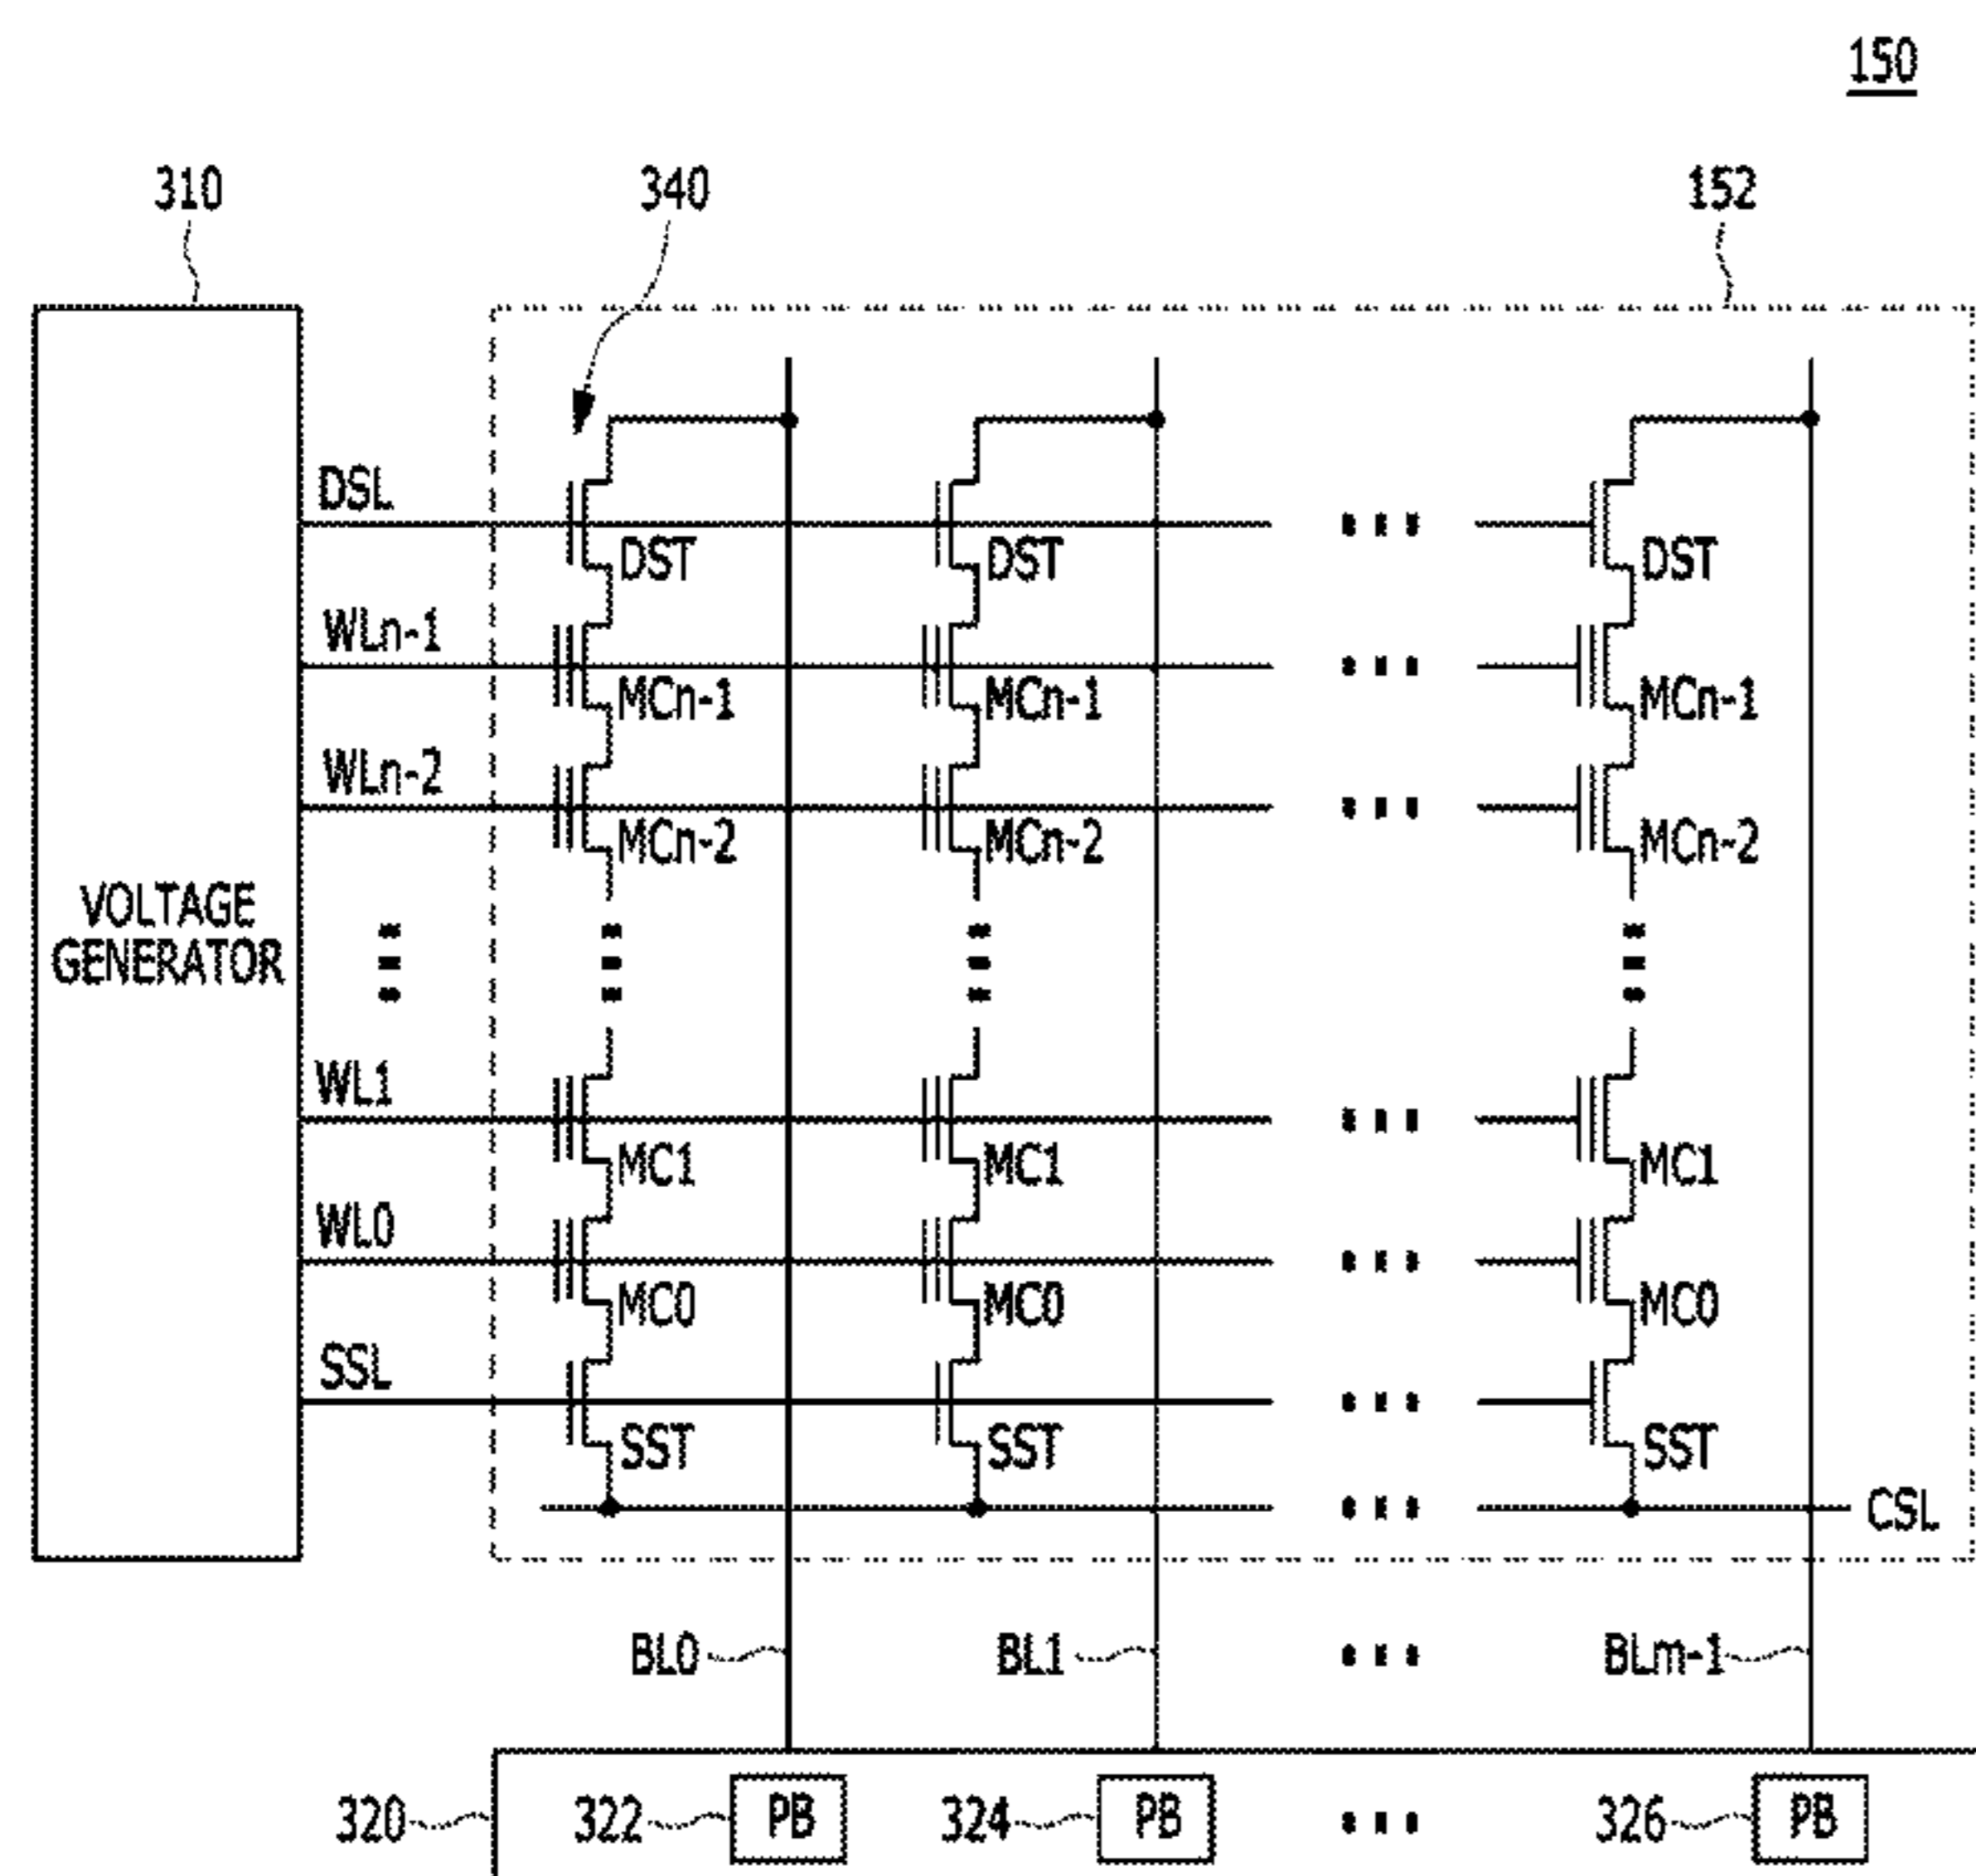 150
310
340
152
DSL
DST DST DST
WLn-1
MCn-1 MCn-1 MCn-1
WLn-2
MCn-2 MCn-2 MCn-2
VOLTAGE
GENERATOR
WL1
MC1 MC1 MC1
WL0
MC0 MC0 MC0
SSL
SST SST SST
CSL
BL0 BL1 BLm-1
320 322 PB 324 PB 326 PB